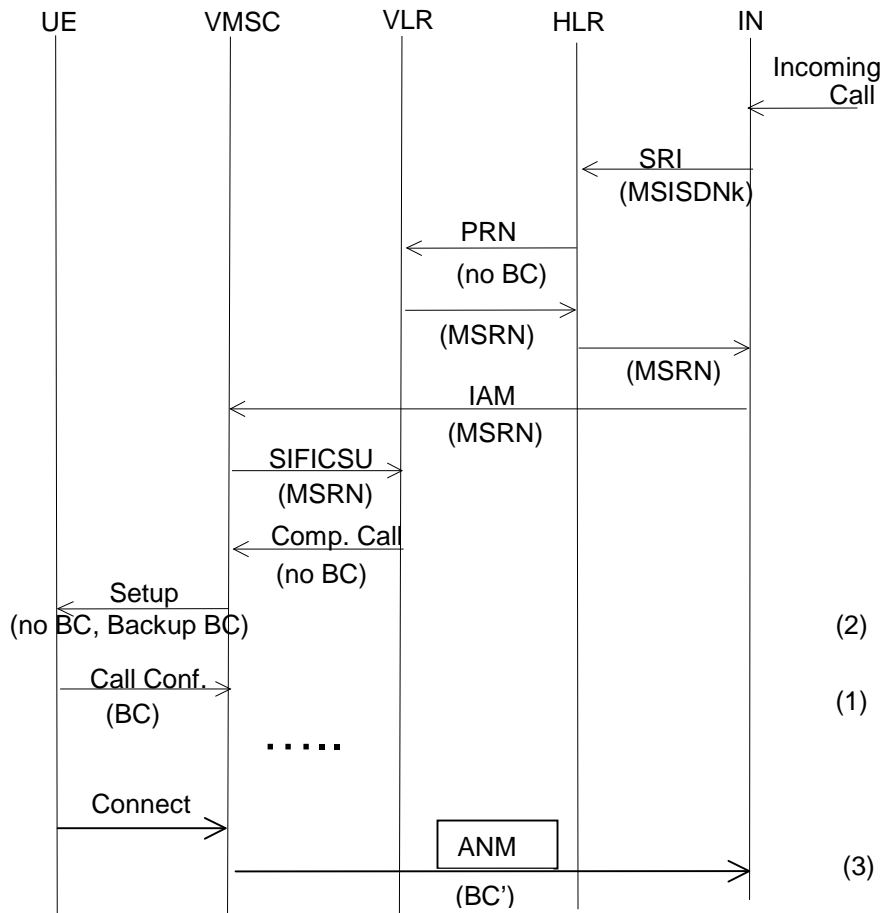 UE VMSC VLR HLR IN
Incoming
Call
SRI
(MSISDNk)
PRN
(no BC)
(MSRN)
(MSRN)
IAM
(MSRN)
SIFICSU
(MSRN)
Comp. Call
(no BC)
Setup
(no BC, Backup BC) (2)
Call Conf. (1)
(BC)
.....
Connect
ANM (3)
(BC')